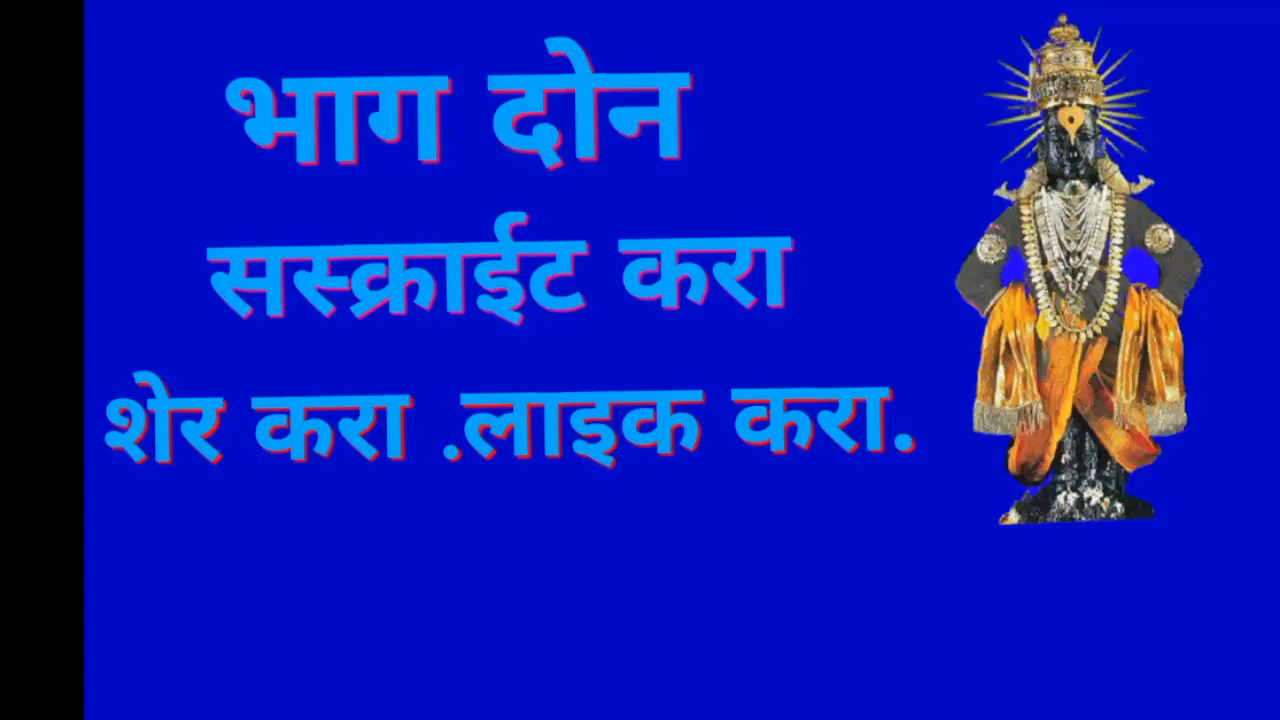 भाग दोन
सस्क्राईट करा
शेर करा .लाइक करा.